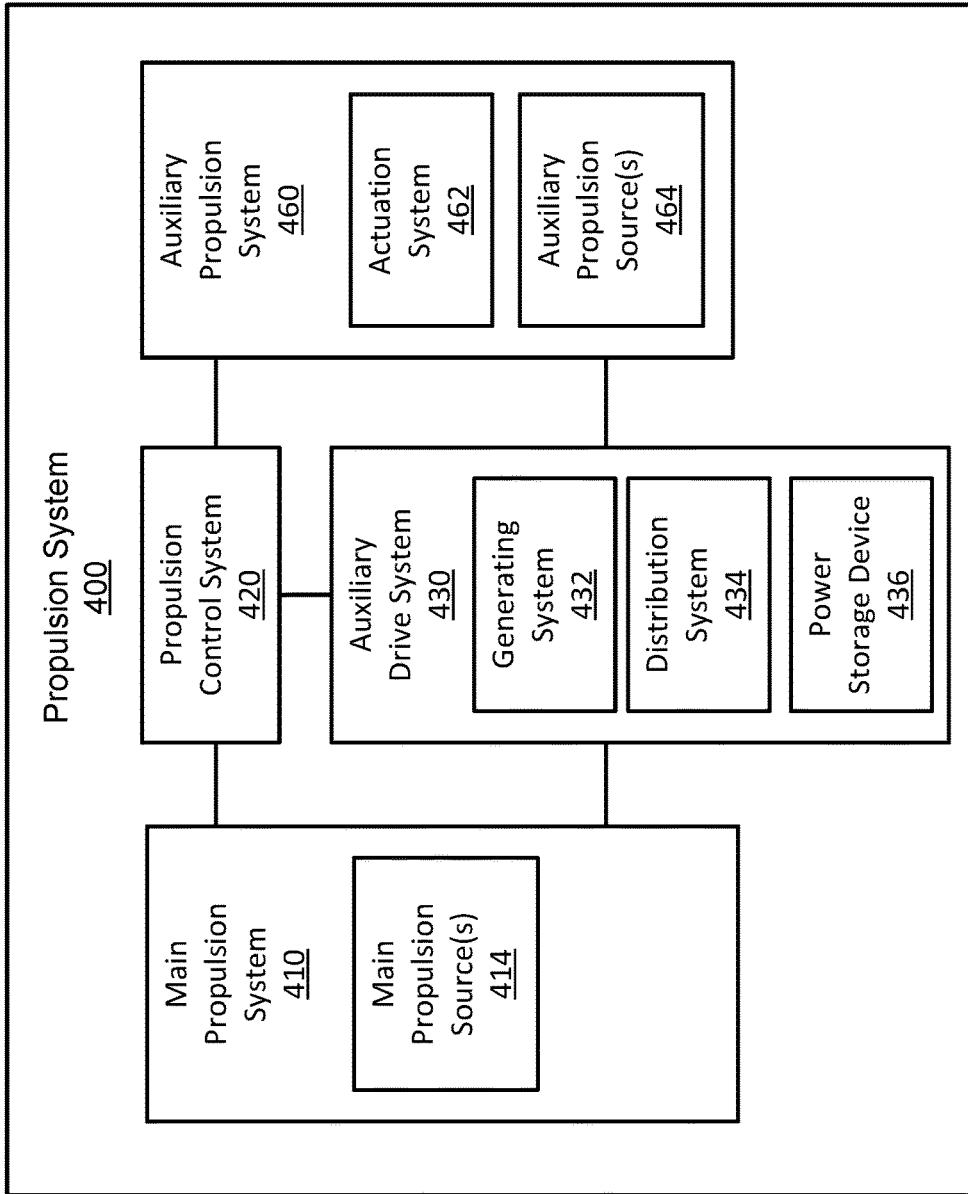 Propulsion System
400
Main
Propulsion
System
410
Main
Propulsion
Source(s)
414
Propulsion
Control System
420
Auxiliary
Drive System
430
Generating
System
432
Distribution
System
434
Power
Storage Device
436
Auxiliary
Propulsion
System
460
Actuation
System
462
Auxiliary
Propulsion
Source(s)
464